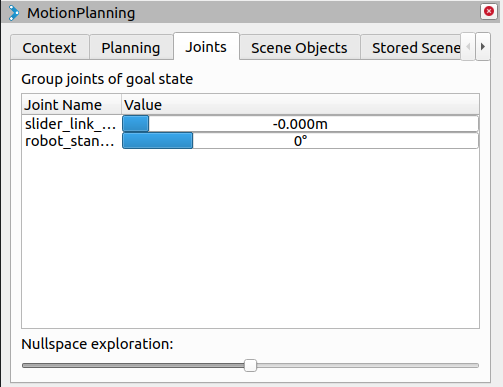 MotionPlanning
Context Planning Joints Scene Objects Stored Scene
Group joints of goal state
Joint Name Value
slider_link_... -0.000m
robot_stan... 0°
Nullspace exploration: